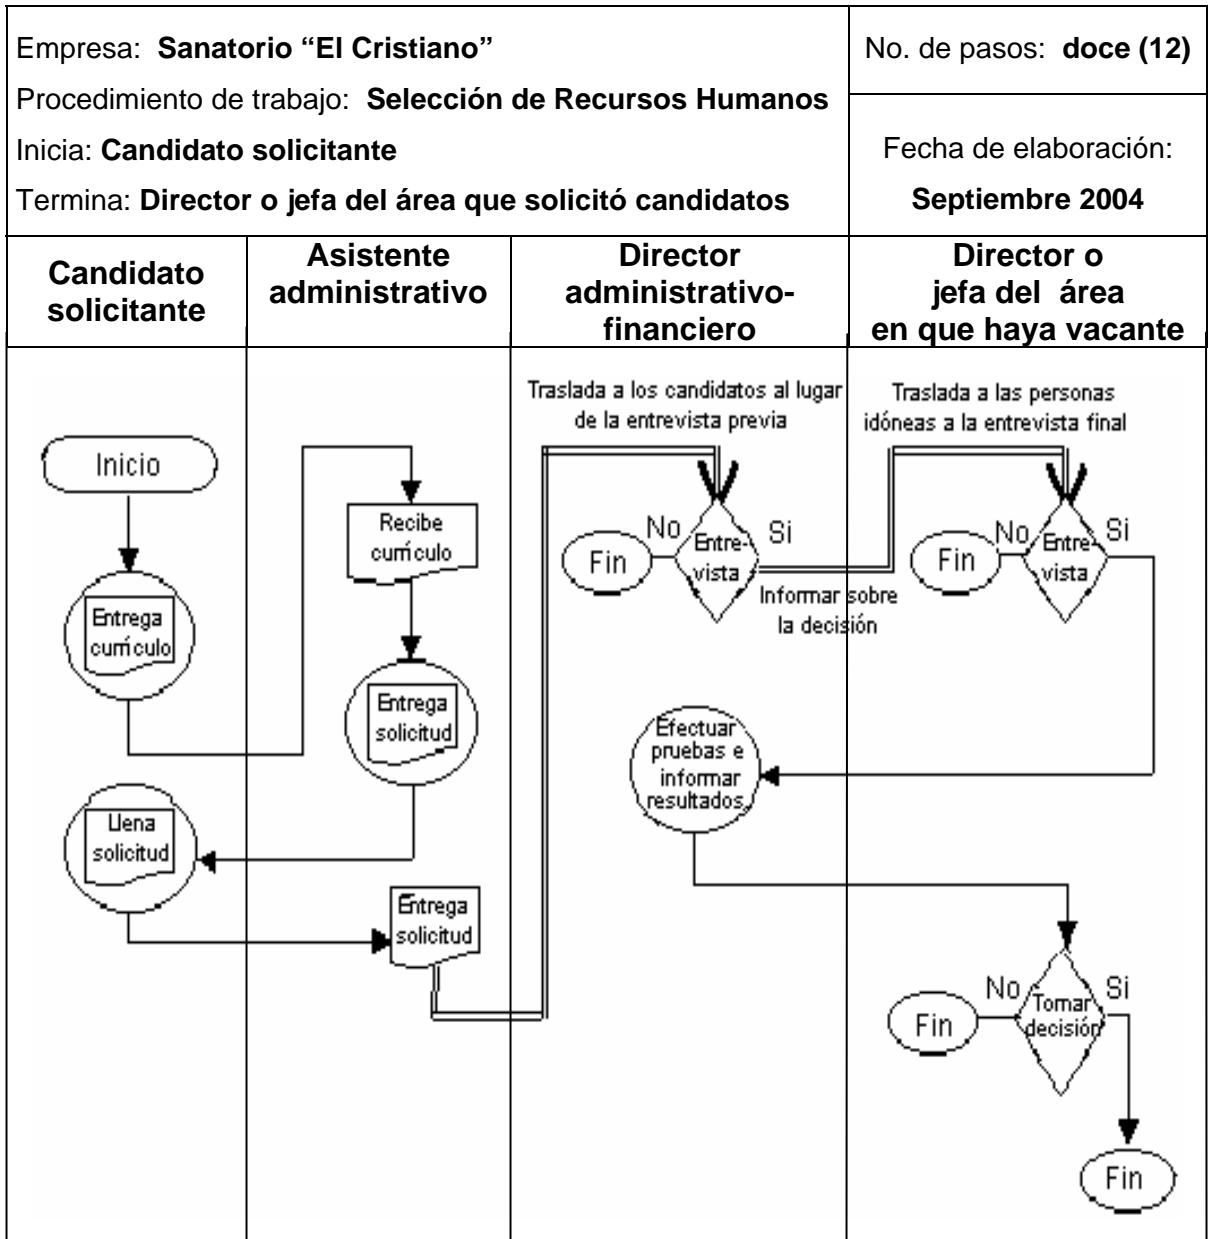 Empresa: Sanatorio “El Cristiano”
No. de pasos: doce (12)
Procedimiento de trabajo: Selección de Recursos Humanos
Inicia: Candidato solicitante
Termina: Director o jefa del área que solicitó candidatos
Fecha de elaboración:
Septiembre 2004
Candidato
solicitante
Asistente
administrativo
Director
administrativo-
financiero
Director o
jefa del área
en que haya vacante
Inicio
Entrega
currículo
Llena
solicitud
Recibe
currículo
Entrega
solicitud
Entrega
solicitud
Traslada a los candidatos al lugar
de la entrevista previa
No
Si
Fin
Entre-
vista
Informar sobre
la decisión
Efectuar
pruebas e
informar
resultados
Traslada a las personas
idóneas a la entrevista final
No
Si
Fin
Entre-
vista
No
Si
Fin
Tomar
decisión
Fin